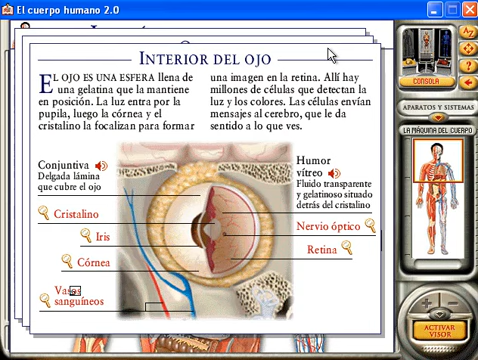 El cuerpo humano 2.0
INTERIOR DEL OJO
EL OJO ES UNA ESFERA llena de
una gelatina que la mantiene
en posición. La luz entra por la
pupila, luego la córnea y el
cristalino la focalizan para formar
una imagen en la retina. Allí hay
millones de células que detectan la
luz y los colores. Las células envían
mensajes al cerebro, que le da
sentido a lo que ves.
Conjuntiva
Delgada lámina
que cubre el ojo
Cristalino
Iris
Córnea
Vasos
sanguíneos
Humor
vítreo
Fluido transparente
y gelatinoso situado
detrás del cristalino
Nervio óptico
Retina
CONSOLA
A-Z
?
APARATOS Y SISTEMAS
LA MÁQUINA DEL CUERPO
ACTIVAR
VISOR